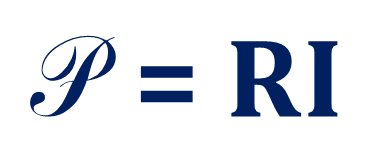 𝒫 = RI